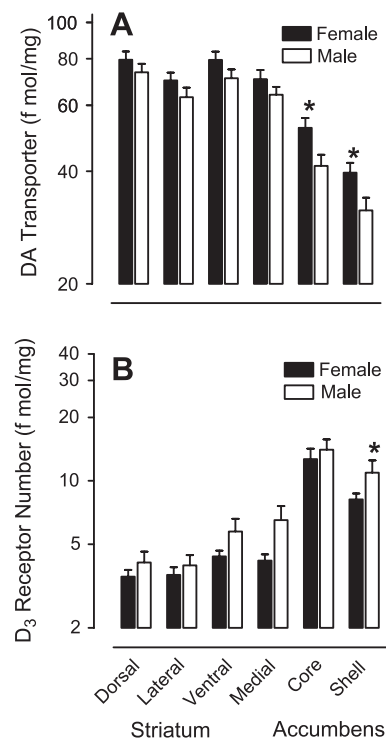 A
Female
Male
DA Transporter (f mol/mg)
100
80
60
40
20
*
*
B
Female
Male
D₃ Receptor Number (f mol/mg)
40
30
20
10
5
2
*
Dorsal
Lateral
Ventral
Medial
Core
Shell
Striatum
Accumbens